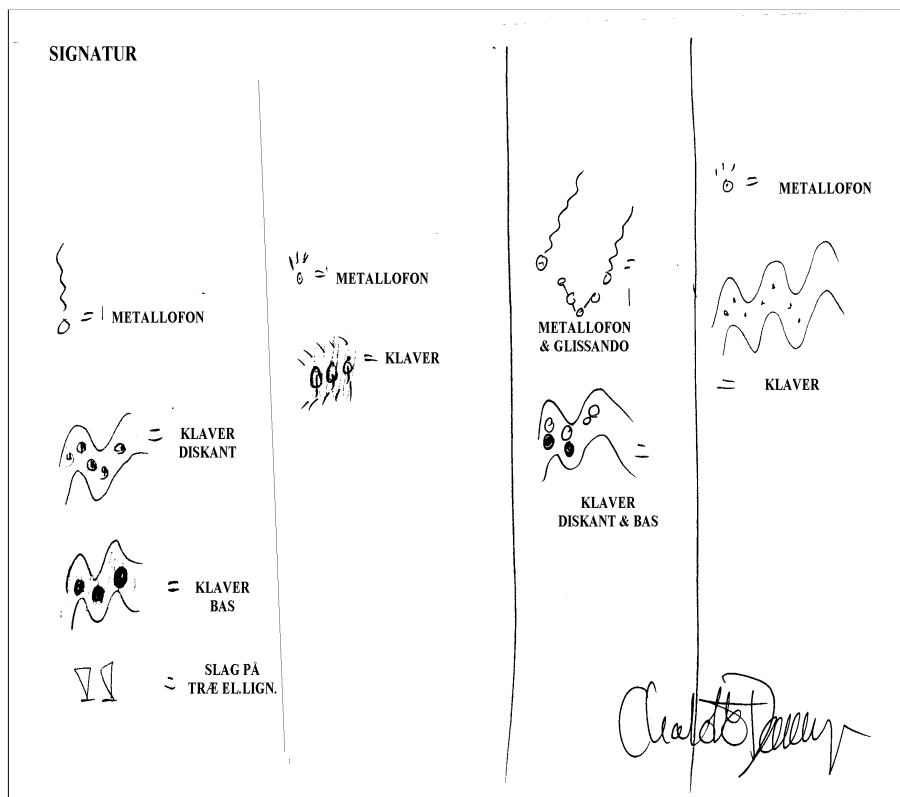 SIGNATUR
= METALLOFON
= KLAVER
DISKANT
= KLAVER
BAS
= SLAG PÅ
TRÆ EL.LIGN.
= METALLOFON
= KLAVER
=
METALLOFON
& GLISSANDO
=
KLAVER
DISKANT & BAS
= METALLOFON
= KLAVER